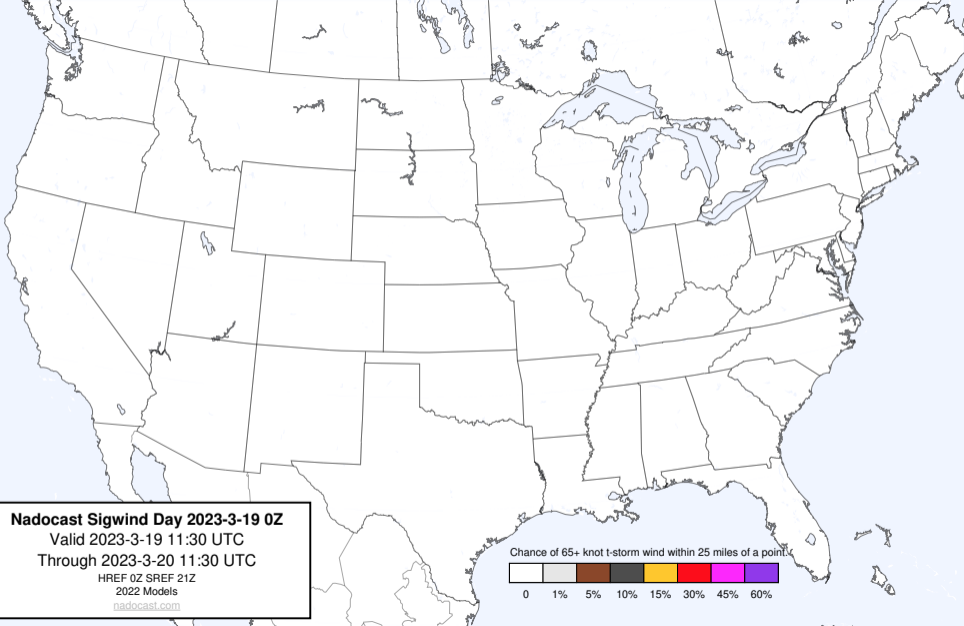 Nadocast Sigwind Day 2023-3-19 0Z
Valid 2023-3-19 11:30 UTC
Through 2023-3-20 11:30 UTC
HREF 0Z SREF 21Z
2022 Models
nadocast.com
Chance of 65+ knot t-storm wind within 25 miles of a point.
0 1% 5% 10% 15% 30% 45% 60%